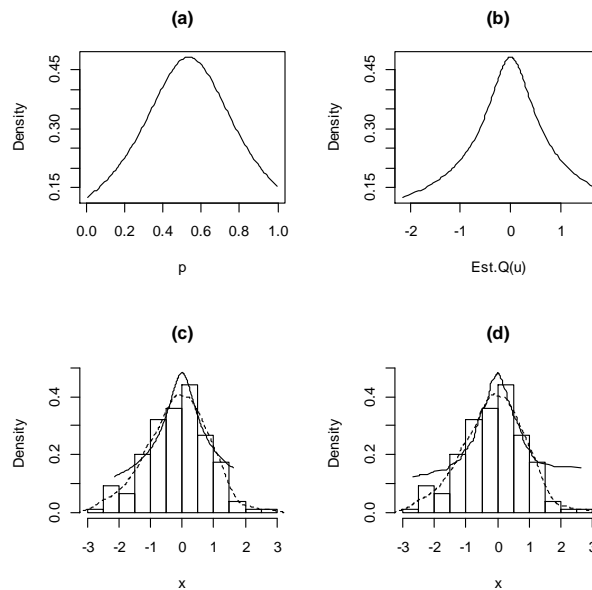 (a)
Density
0.15 0.30 0.45
0.0 0.2 0.4 0.6 0.8 1.0
p
(b)
Density
0.15 0.30 0.45
-2 -1 0 1
Est.Q(u)
(c)
Density
0.0 0.2 0.4
-3 -2 -1 0 1 2 3
x
(d)
Density
0.0 0.2 0.4
-3 -2 -1 0 1 2 3
x